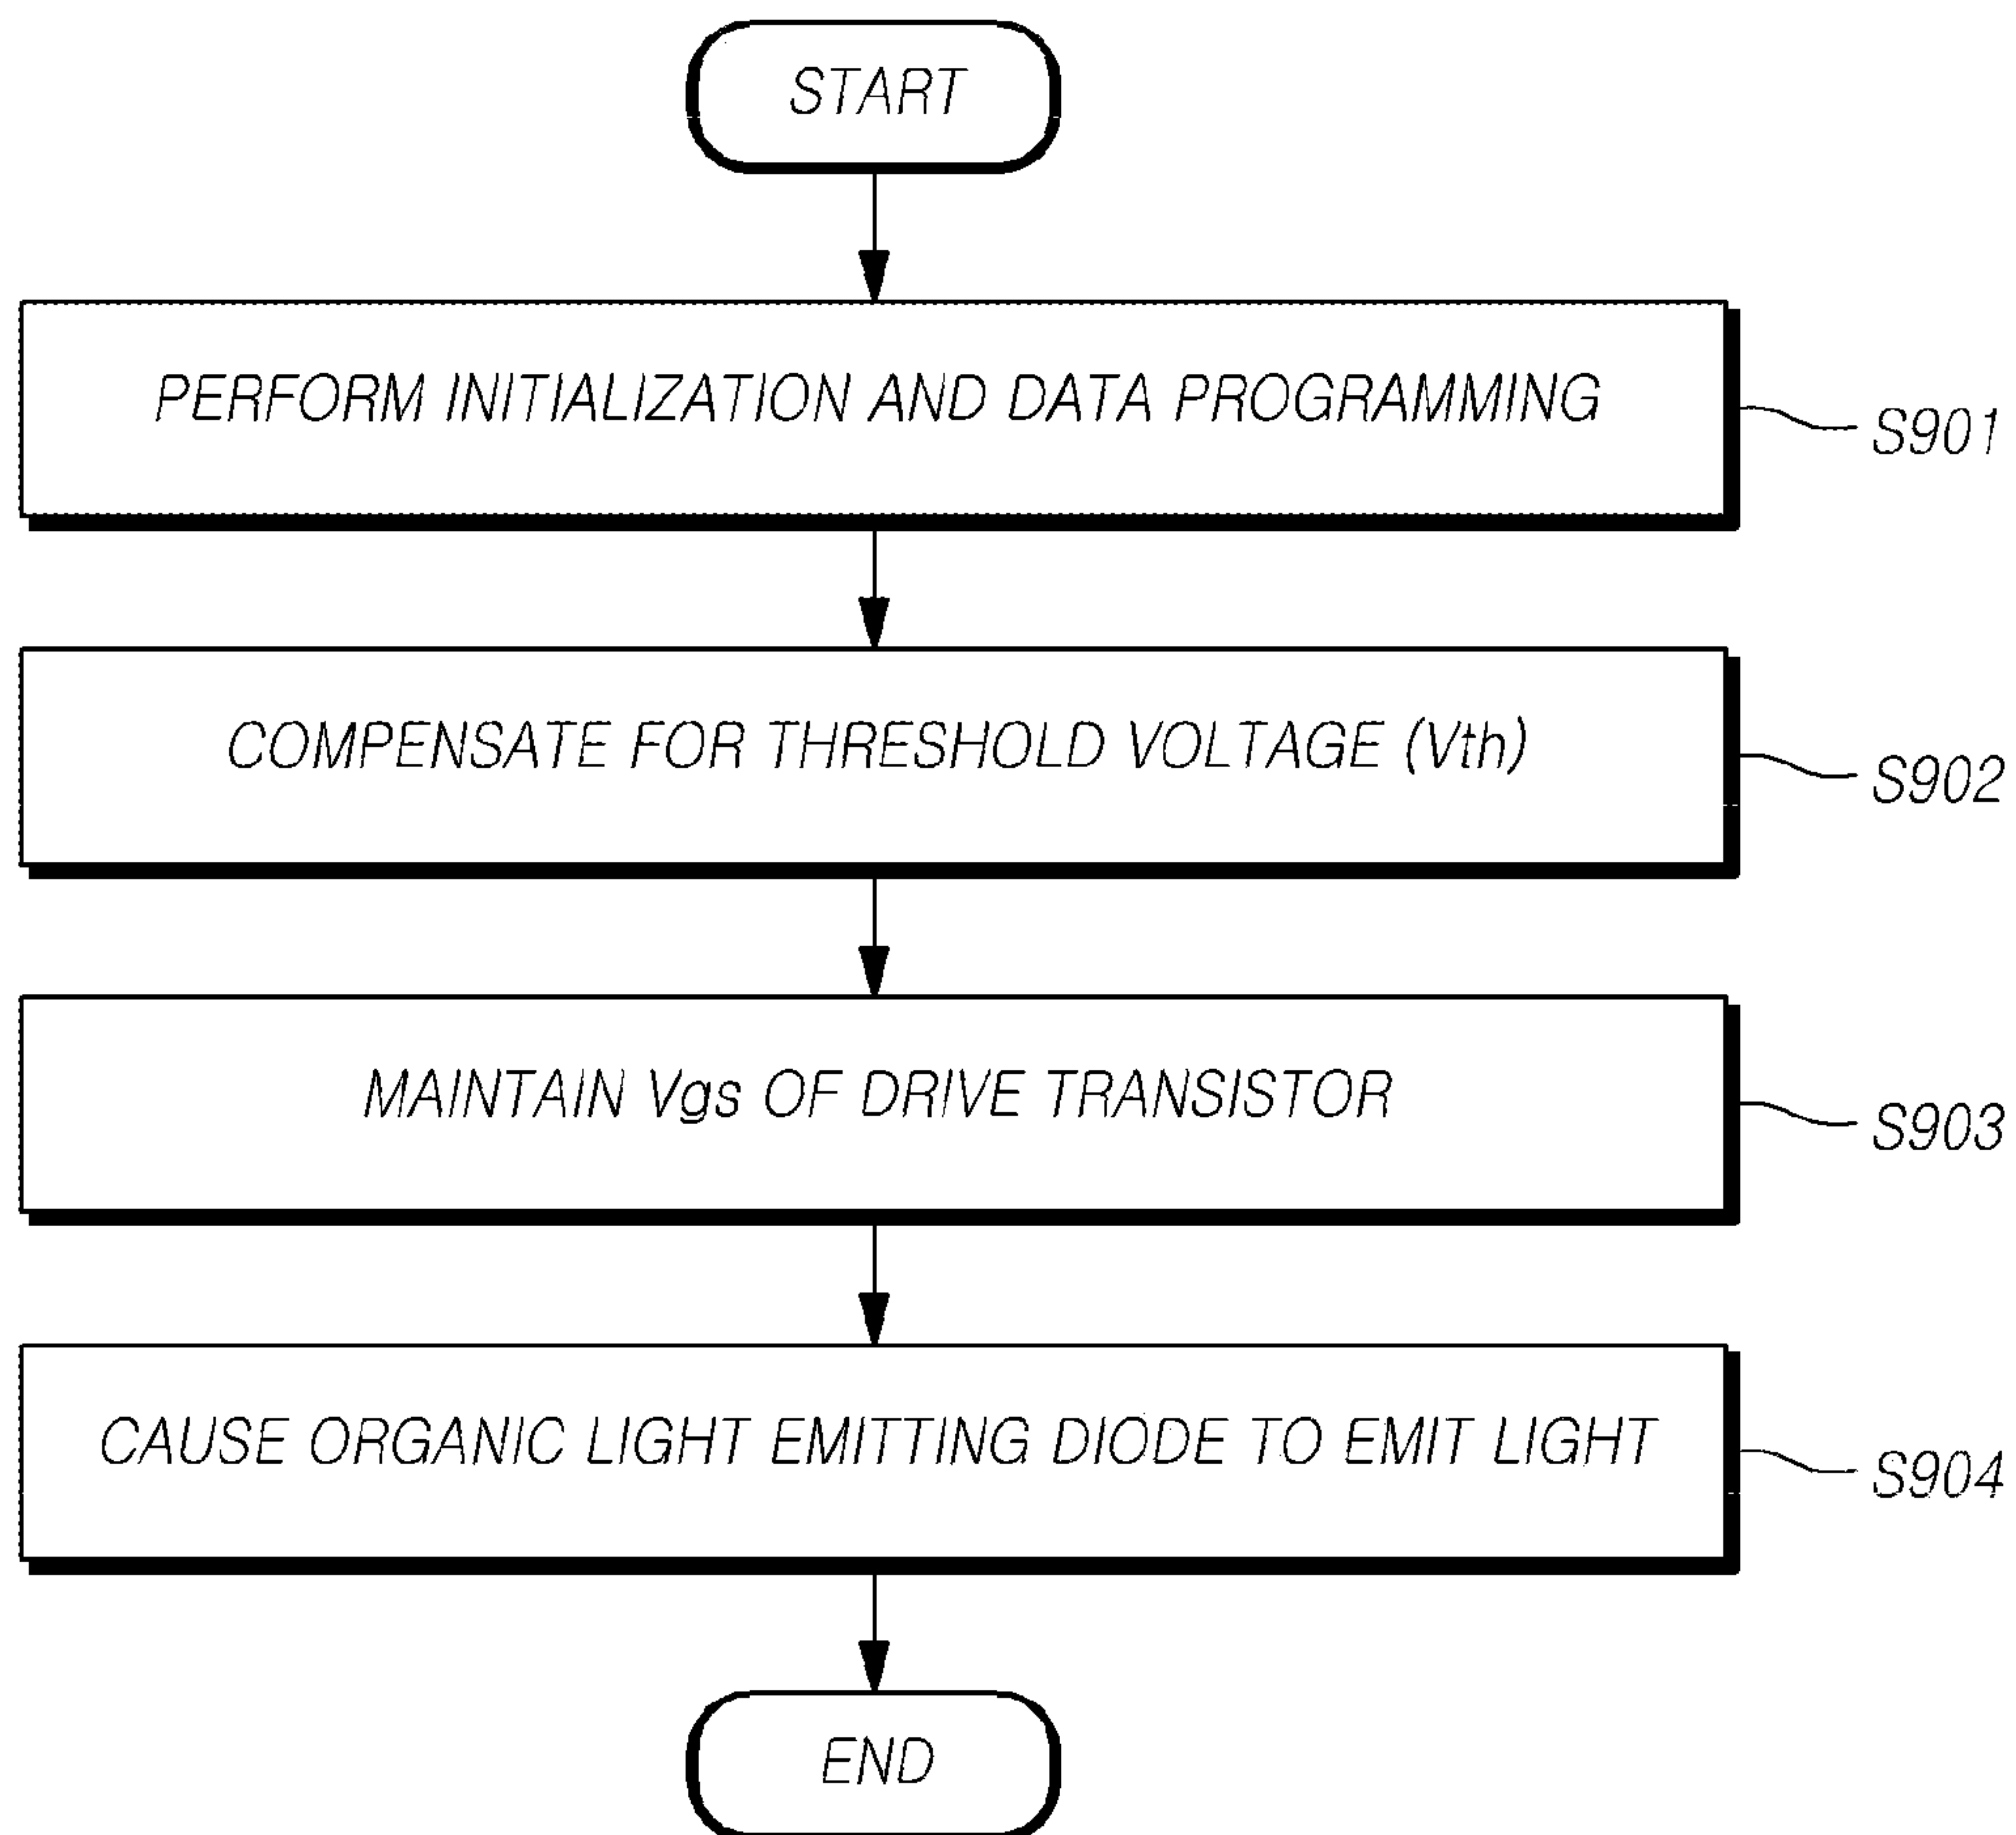 START
PERFORM INITIALIZATION AND DATA PROGRAMMING
S901
COMPENSATE FOR THRESHOLD VOLTAGE (Vth)
S902
MAINTAIN Vgs OF DRIVE TRANSISTOR
S903
CAUSE ORGANIC LIGHT EMITTING DIODE TO EMIT LIGHT
S904
END